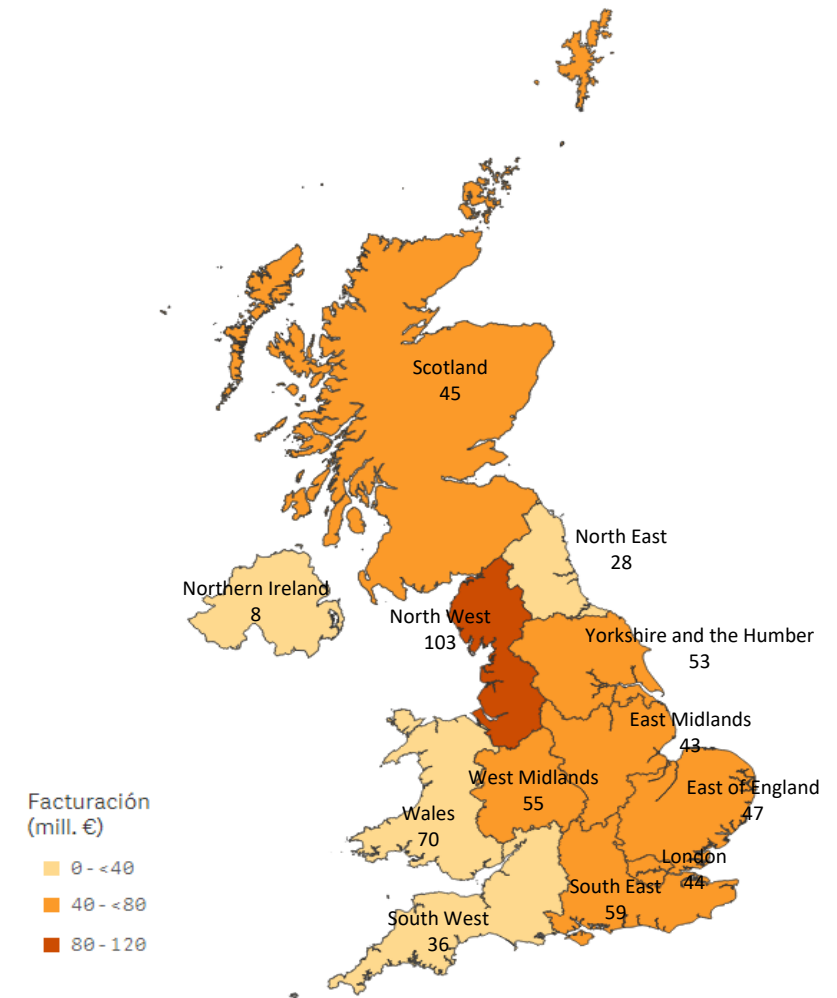 Scotland
45
North East
28
Northern Ireland
8
North West
103
Yorkshire and the Humber
53
East Midlands
43
West Midlands
55
East of England
47
Wales
70
London
44
South East
59
South West
36
Facturación
(mill. €)
0-<40
40-<80
80-120